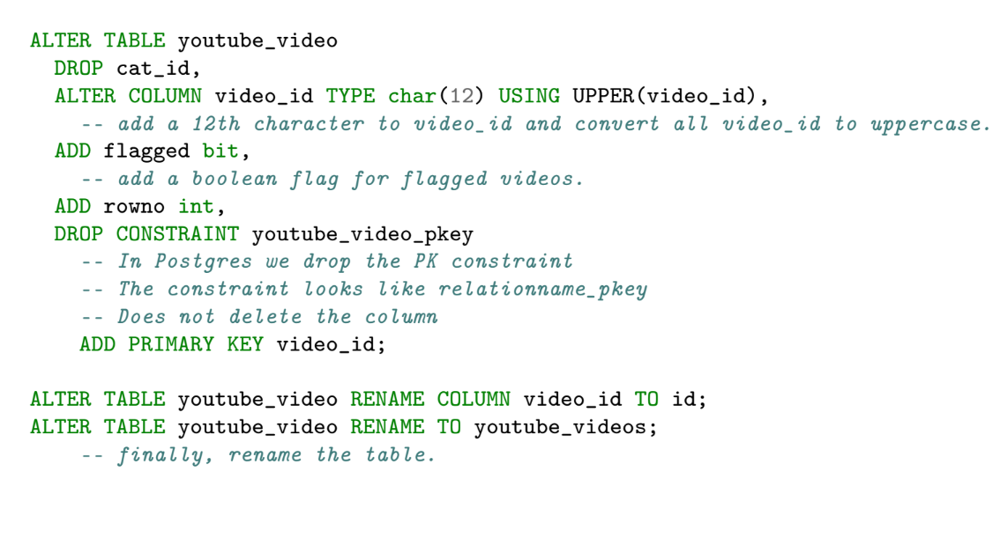 ALTER TABLE youtube_video
DROP cat_id,
ALTER COLUMN video_id TYPE char(12) USING UPPER(video_id),
-- add a 12th character to video_id and convert all video_id to uppercase.
ADD flagged bit,
-- add a boolean flag for flagged videos.
ADD rowno int,
DROP CONSTRAINT youtube_video_pkey
-- In Postgres we drop the PK constraint
-- The constraint looks like relationname_pkey
-- Does not delete the column
ADD PRIMARY KEY video_id;
ALTER TABLE youtube_video RENAME COLUMN video_id TO id;
ALTER TABLE youtube_video RENAME TO youtube_videos;
-- finally, rename the table.